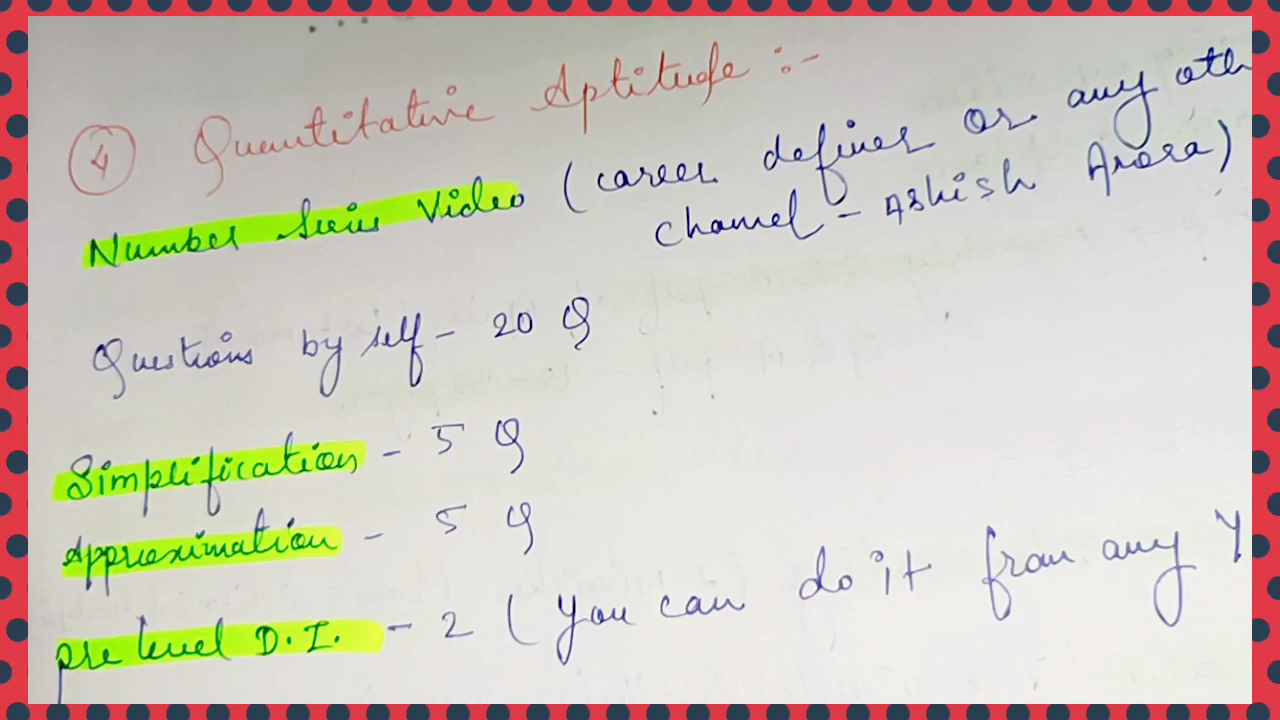 ④ Quantitative Aptitude :-
Number Series Video (career definer or any oth
channel - Ashish Arora)
Questions by self - 20 Q
Simplification - 5 Q
Approximation - 5 Q
pre level D.I. - 2 (You can do it from any Y